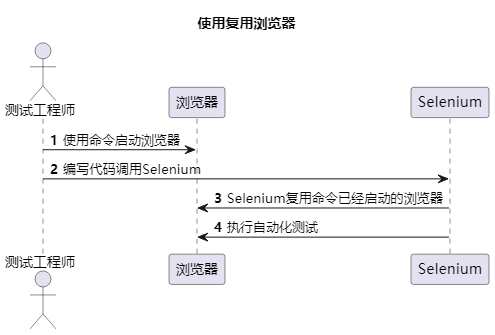 使用复用浏览器
测试工程师
浏览器
Selenium
1 使用命令启动浏览器
2 编写代码调用Selenium
3 Selenium复用命令已经启动的浏览器
4 执行自动化测试
测试工程师
浏览器
Selenium